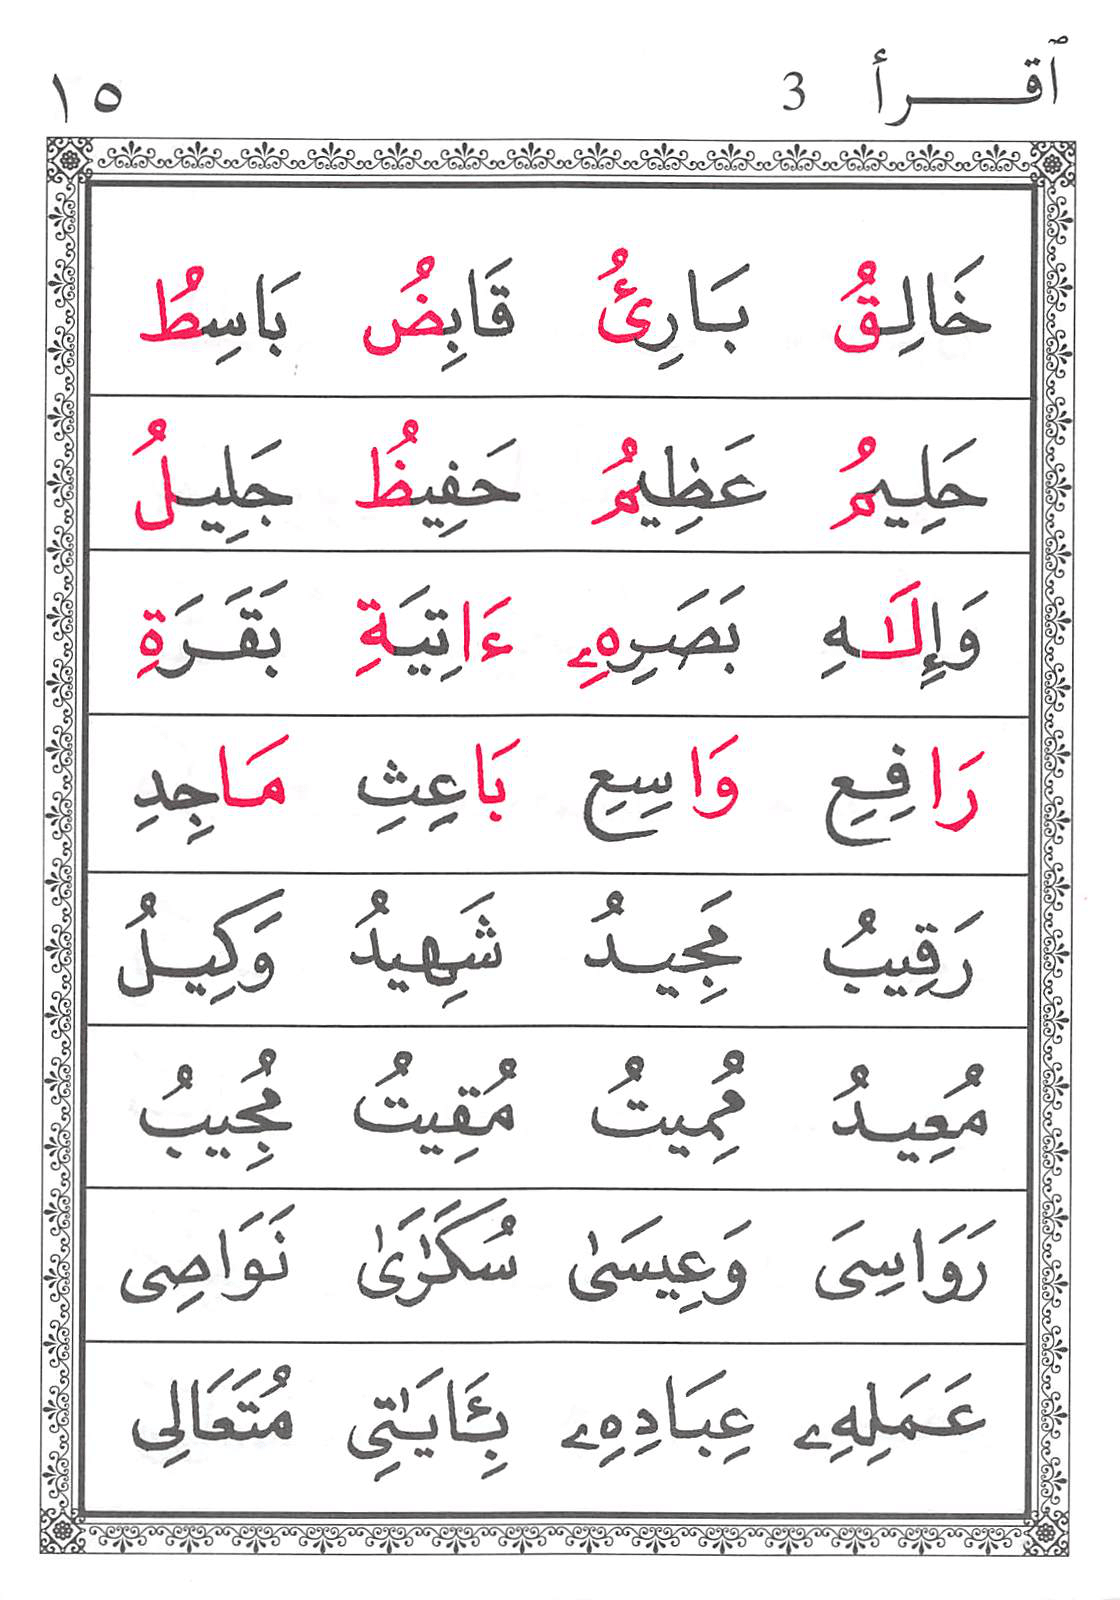 ٱقـــرأ 3 ١٥
خَالِقُ بَارِئُ قَابِضُ بَاسِطُ
حَلِيمُ عَظِيمُ حَفِيظُ جَلِيلُ
وَإِلَـٰهِ بَصَرِهِۦ ءَاتِيَةِ بَقَرَةِ
رَافِعِ وَاسِعِ بَاعِثِ مَاجِدِ
رَقِيبُ مَجِيدُ شَهِيدُ وَكِيلُ
مُعِيدُ مُمِيتُ مُقِيتُ مُجِيبُ
رَوَاسِىَ وَعِيسَىٰ سُكَـٰرَىٰ نَوَاصِى
عَمَلِهِۦ عِبَادِهِۦ بِـَٔايَـٰتِى مُتَعَالِى